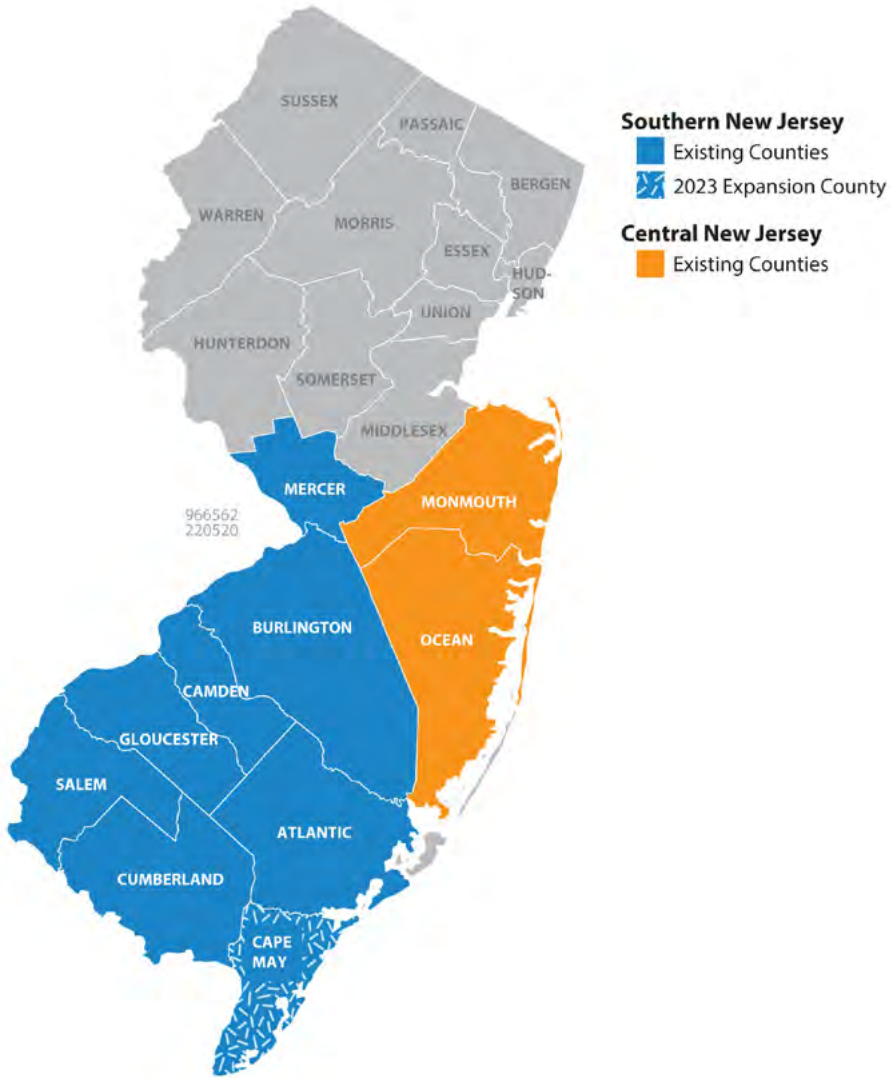 SUSSEX
PASSAIC
BERGEN
WARREN
MORRIS
ESSEX
HUD-
SON
UNION
HUNTERDON
SOMERSET
MIDDLESEX
MERCER
MONMOUTH
966562
220520
BURLINGTON
OCEAN
CAMDEN
GLOUCESTER
SALEM
ATLANTIC
CUMBERLAND
CAPE
MAY
Southern New Jersey
Existing Counties
2023 Expansion County
Central New Jersey
Existing Counties